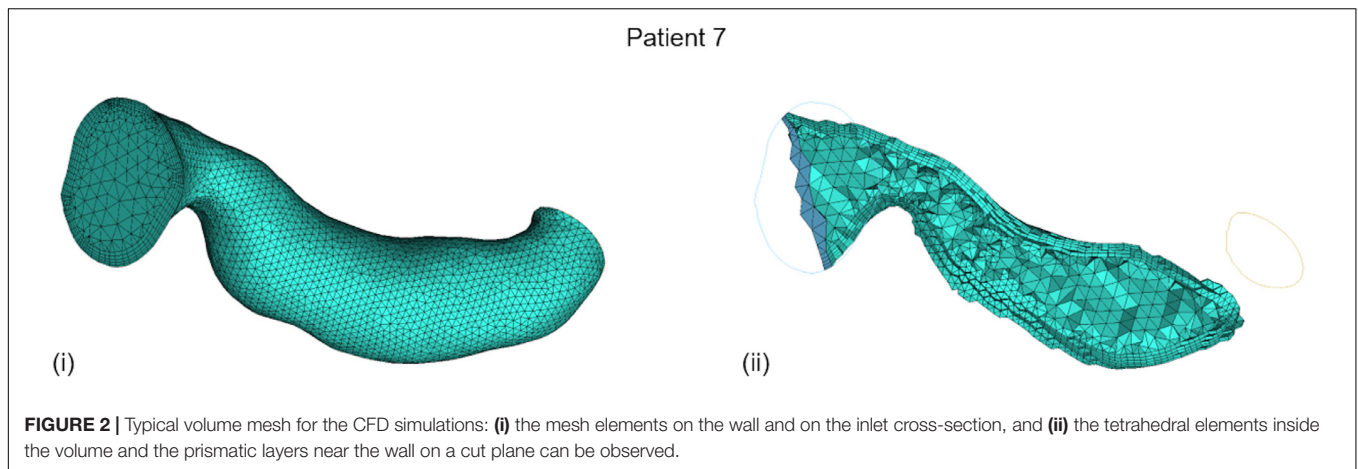 Patient 7
(i)
(ii)
FIGURE 2 | Typical volume mesh for the CFD simulations: (i) the mesh elements on the wall and on the inlet cross-section, and (ii) the tetrahedral elements inside
the volume and the prismatic layers near the wall on a cut plane can be observed.